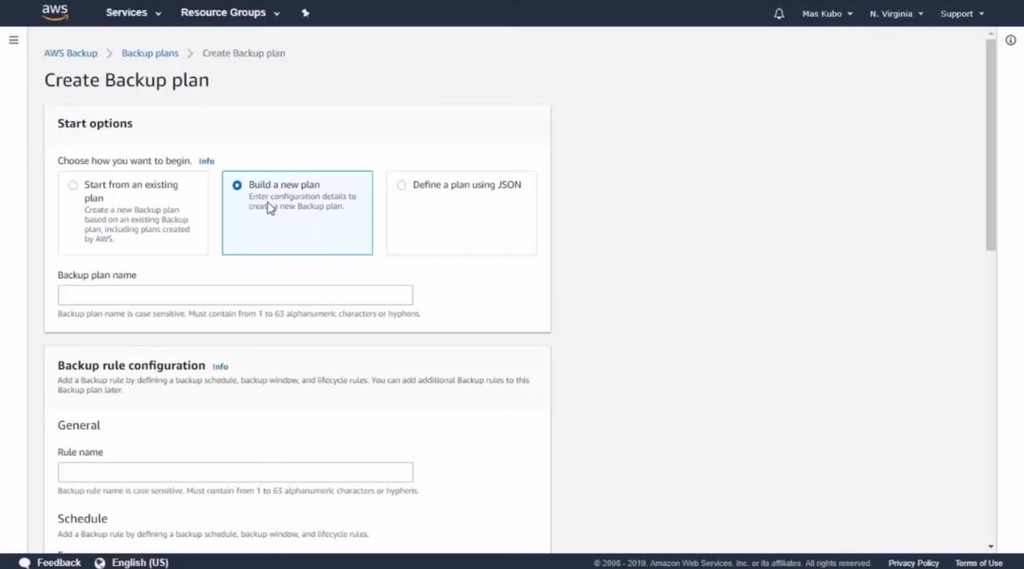 aws Services Resource Groups Mas Kubo N. Virginia Support
AWS Backup > Backup plans > Create Backup plan
Create Backup plan
Start options
Choose how you want to begin. Info
Start from an existing
plan
Create a new Backup plan
based on an existing Backup
plan, including plans created
by AWS.
Build a new plan
Enter configuration details to
create a new Backup plan.
Define a plan using JSON
Backup plan name
Backup plan name is case sensitive. Must contain from 1 to 63 alphanumeric characters or hyphens.
Backup rule configuration Info
Add a Backup rule by defining a backup schedule, backup window, and lifecycle rules. You can add additional Backup rules to this
Backup plan later.
General
Rule name
Backup rule name is case sensitive. Must contain from 1 to 63 alphanumeric characters or hyphens.
Schedule
Add a Backup rule by defining a backup schedule, backup window, and lifecycle rules.
Feedback English (US) © 2008 - 2019, Amazon Web Services, Inc. or its affiliates. All rights reserved. Privacy Policy Terms of Use